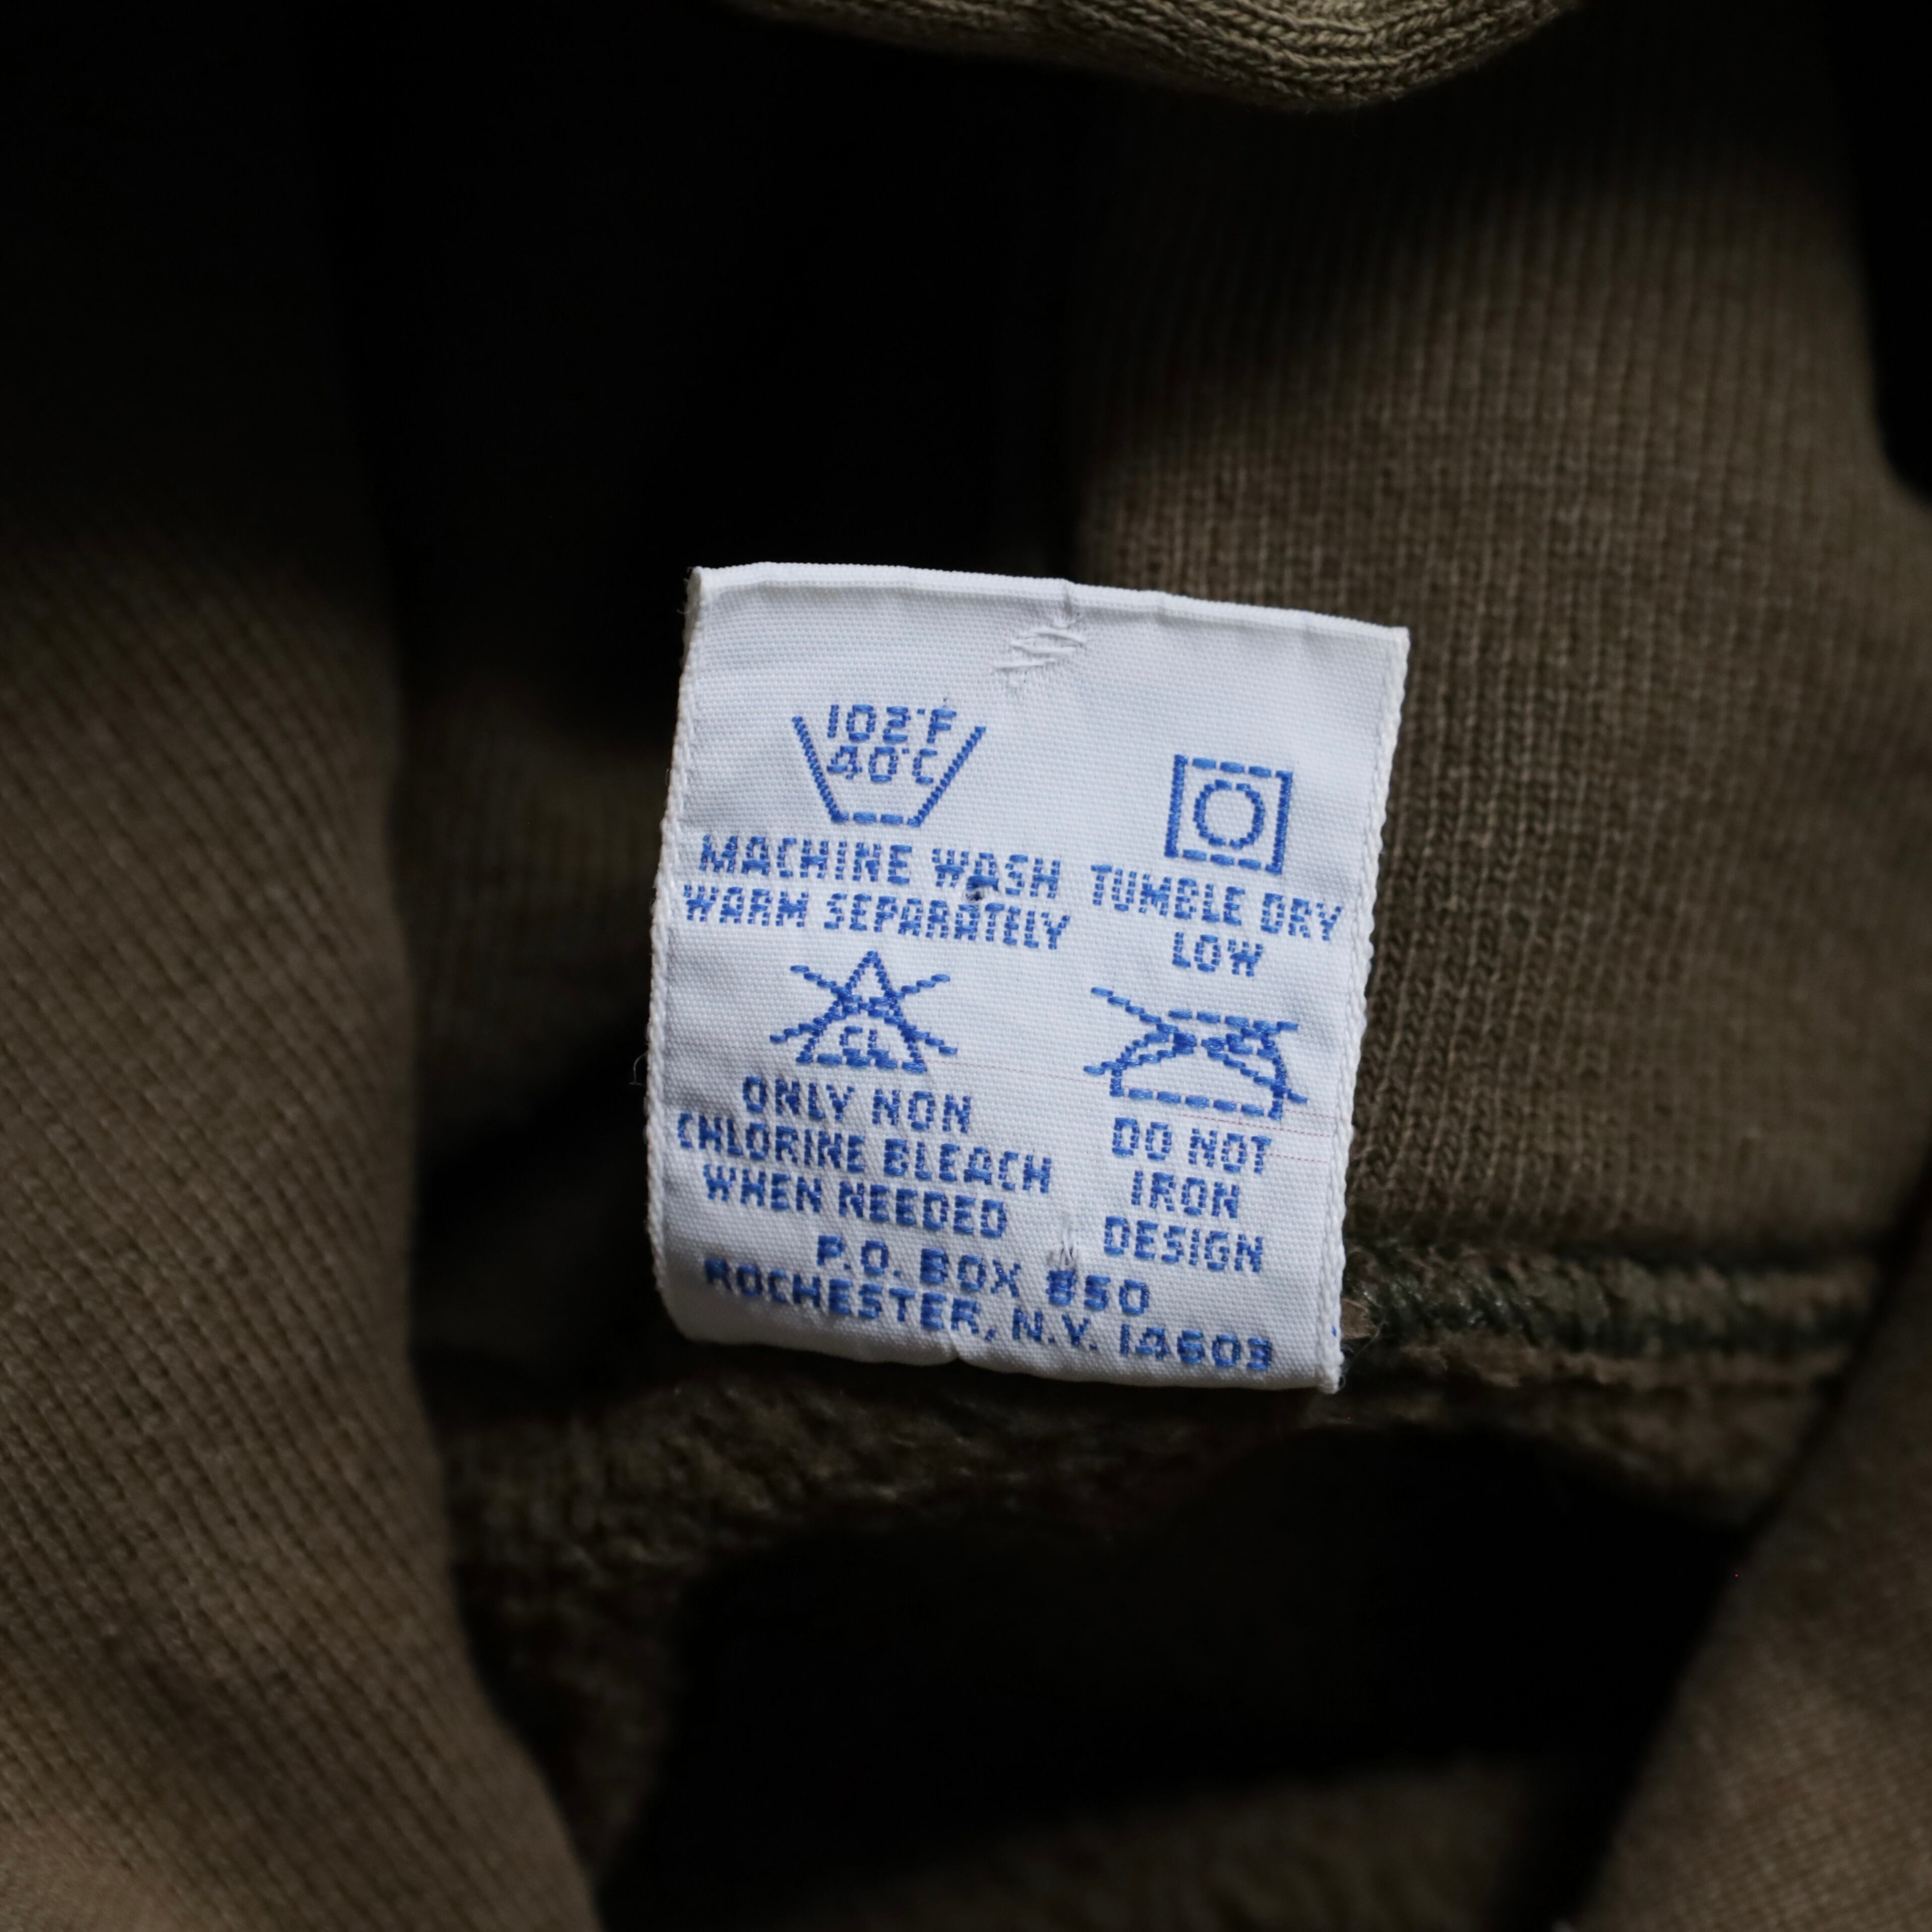 102°F
40°C
MACHINE WASH
WARM SEPARATELY
TUMBLE DRY
LOW
CL
ONLY NON
CHLORINE BLEACH
WHEN NEEDED
DO NOT
IRON
DESIGN
P.O. BOX 850
ROCHESTER, N.Y. 14603